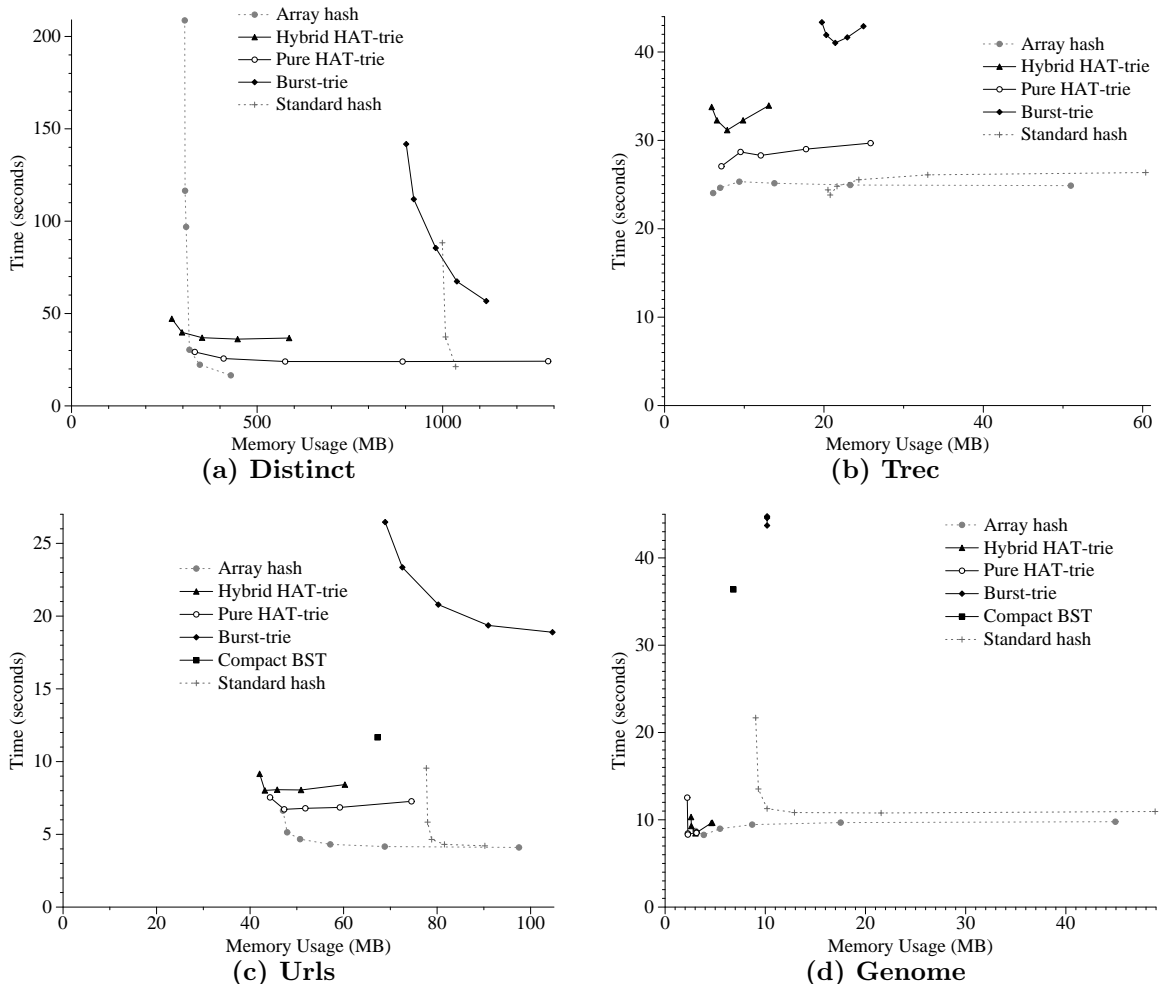 Array hash
Hybrid HAT-trie
Pure HAT-trie
Burst-trie
Standard hash
200
150
100
50
0
Time (seconds)
0
500
1000
Memory Usage (MB)
(a) Distinct
Array hash
Hybrid HAT-trie
Pure HAT-trie
Burst-trie
Standard hash
40
30
20
10
0
Time (seconds)
0
20
40
60
Memory Usage (MB)
(b) Trec
Array hash
Hybrid HAT-trie
Pure HAT-trie
Burst-trie
Compact BST
Standard hash
25
20
15
10
5
0
Time (seconds)
0
20
40
60
80
100
Memory Usage (MB)
(c) Urls
Array hash
Hybrid HAT-trie
Pure HAT-trie
Burst-trie
Compact BST
Standard hash
40
30
20
10
0
Time (seconds)
0
10
20
30
40
Memory Usage (MB)
(d) Genome